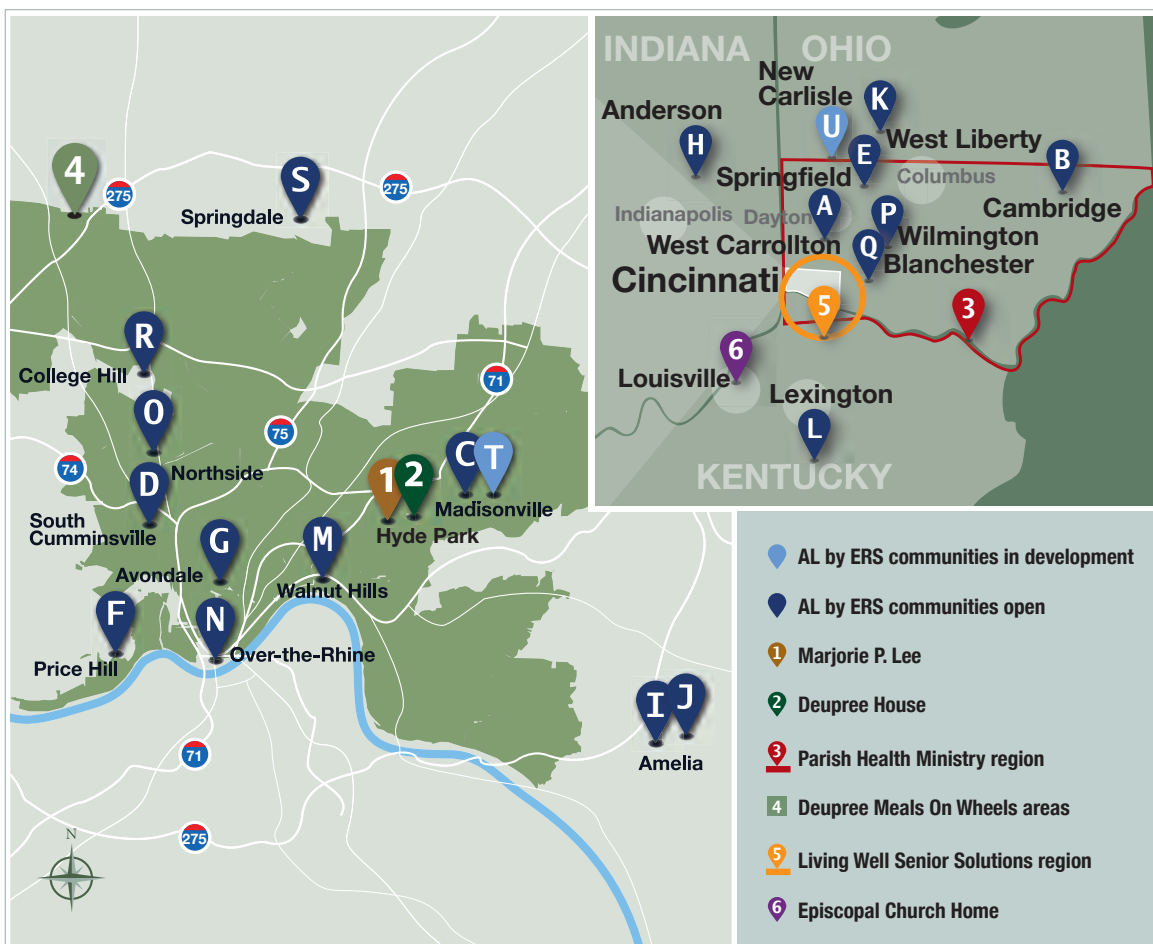 4
275
S
275
Springdale
R
College Hill
71
O
75
74
Northside
C
T
1
2
D
Madisonville
South
Cumminsville
Hyde Park
G
M
Avondale
Walnut Hills
F
N
Price Hill
Over-the-Rhine
I
J
Amelia
71
275
N
INDIANA
OHIO
New
Carlisle
K
Anderson
U
H
West Liberty
E
B
Springfield
Columbus
A
Cambridge
Indianapolis
Dayton
P
West Carrollton
Wilmington
Q
Blanchester
Cincinnati
5
3
6
Louisville
Lexington
L
KENTUCKY
AL by ERS communities in development
AL by ERS communities open
1 Marjorie P. Lee
2 Deupree House
3 Parish Health Ministry region
4 Deupree Meals On Wheels areas
5 Living Well Senior Solutions region
6 Episcopal Church Home